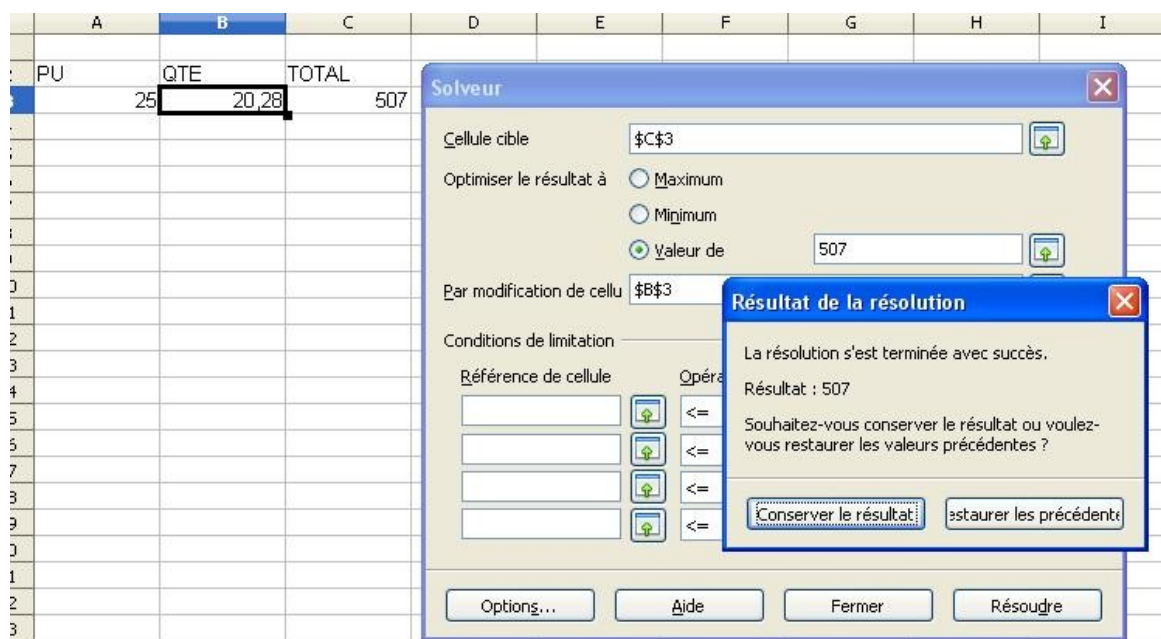 A B C D E F G H I
PU QTE TOTAL
25 20,28 507
Solveur
Cellule cible $C$3
Optimiser le résultat à Maximum
Minimum
Valeur de 507
Par modification de cellu $B$3
Conditions de limitation
Référence de cellule Opéra
<=
<=
<=
<=
Options... Aide Fermer Résoudre
Résultat de la résolution
La résolution s'est terminée avec succès.
Résultat : 507
Souhaitez-vous conserver le résultat ou voulez-
vous restaurer les valeurs précédentes ?
Conserver le résultat estaurer les précédente